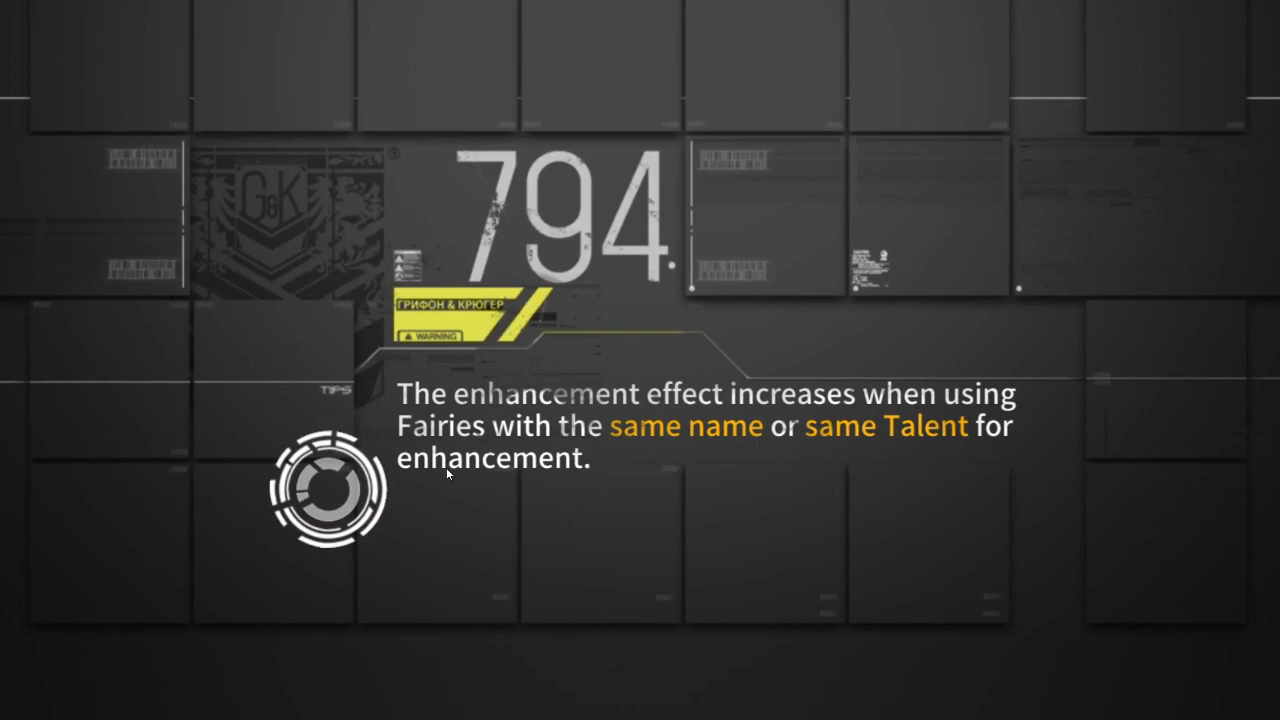 G&K
794.
ГРИФОН & КРЮГЕР
WARNING
TIPS
The enhancement effect increases when using
Fairies with the same name or same Talent for
enhancement.